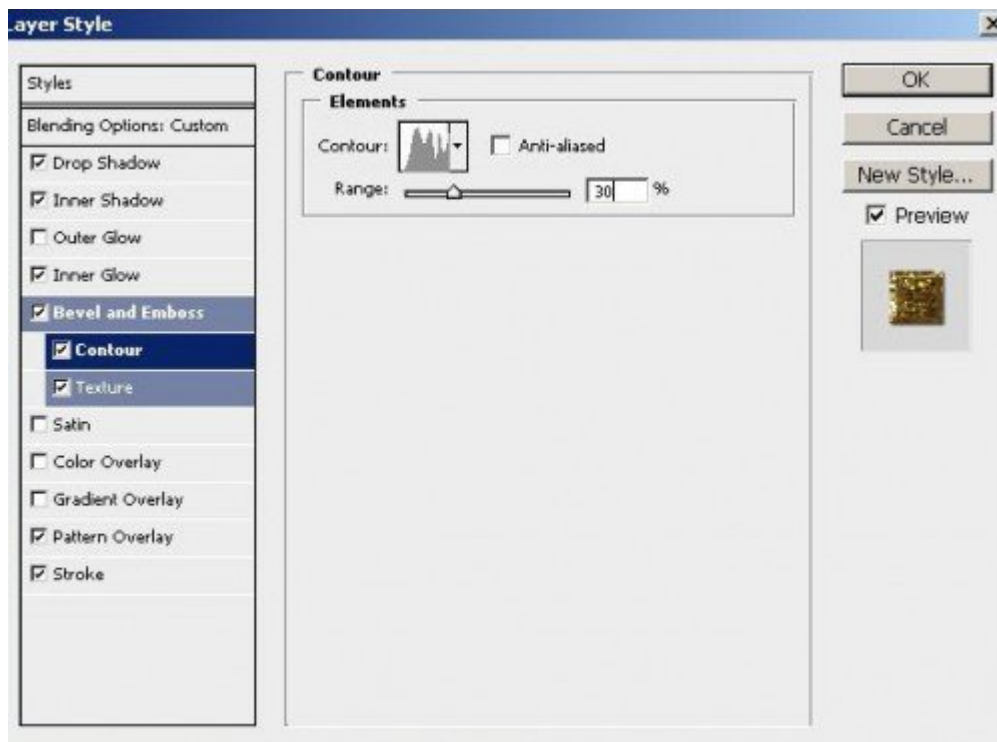 ayer Style
Styles
Blending Options: Custom
Drop Shadow
Inner Shadow
Outer Glow
Inner Glow
Bevel and Emboss
Contour
Texture
Satin
Color Overlay
Gradient Overlay
Pattern Overlay
Stroke
Contour
Elements
Contour: Anti-aliased
Range: 30 %
OK
Cancel
New Style...
Preview